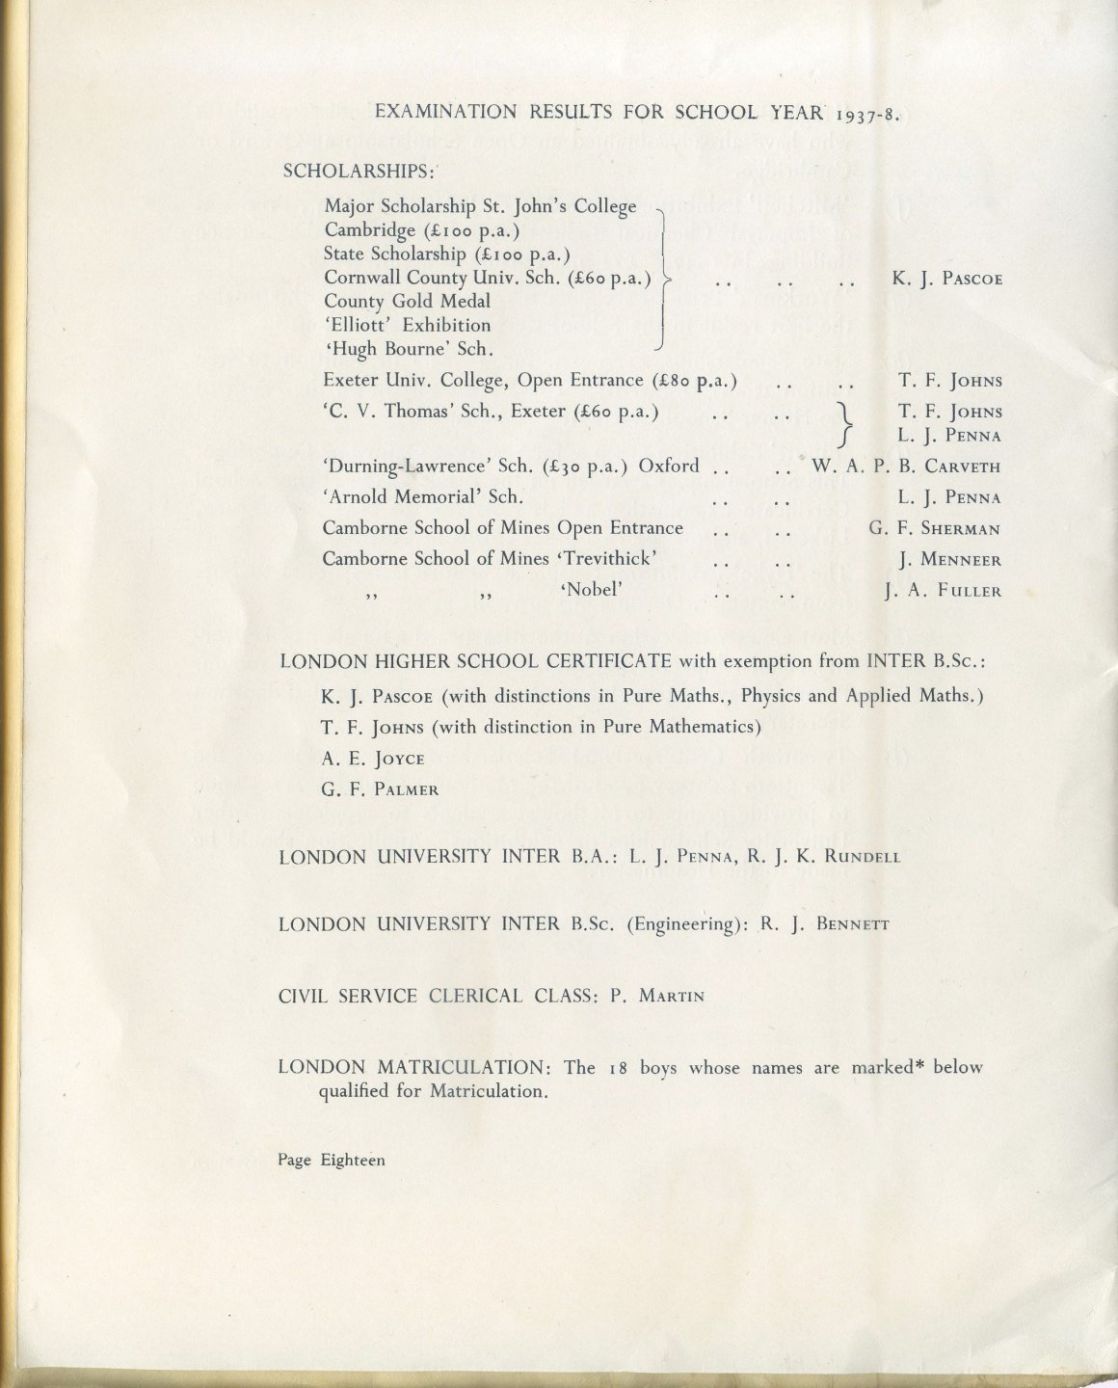 EXAMINATION RESULTS FOR SCHOOL YEAR 1937-8.
SCHOLARSHIPS:
Major Scholarship St. John's College
Cambridge (£100 p.a.)
State Scholarship (£100 p.a.)
Cornwall County Univ. Sch. (£60 p.a.) } .. .. .. K. J. PASCOE
County Gold Medal
'Elliott' Exhibition
'Hugh Bourne' Sch.
Exeter Univ. College, Open Entrance (£80 p.a.) .. .. T. F. JOHNS
'C. V. Thomas' Sch., Exeter (£60 p.a.) .. .. } T. F. JOHNS
L. J. PENNA
'Durning-Lawrence' Sch. (£30 p.a.) Oxford .. .. W. A. P. B. CARVETH
'Arnold Memorial' Sch. .. .. L. J. PENNA
Camborne School of Mines Open Entrance .. .. G. F. SHERMAN
Camborne School of Mines 'Trevithick' .. .. J. MENNEER
,, ,, 'Nobel' .. .. J. A. FULLER
LONDON HIGHER SCHOOL CERTIFICATE with exemption from INTER B.Sc.:
K. J. PASCOE (with distinctions in Pure Maths., Physics and Applied Maths.)
T. F. JOHNS (with distinction in Pure Mathematics)
A. E. JOYCE
G. F. PALMER
LONDON UNIVERSITY INTER B.A.: L. J. PENNA, R. J. K. RUNDELL
LONDON UNIVERSITY INTER B.Sc. (Engineering): R. J. BENNETT
CIVIL SERVICE CLERICAL CLASS: P. MARTIN
LONDON MATRICULATION: The 18 boys whose names are marked* below
qualified for Matriculation.
Page Eighteen